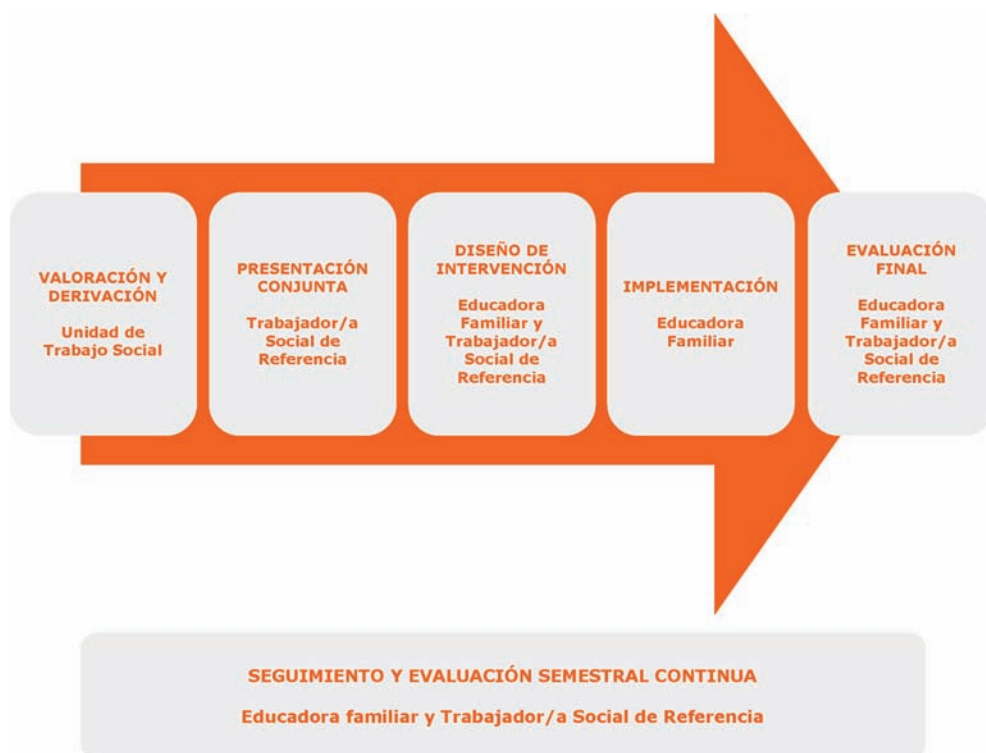 VALORACIÓN Y
DERIVACIÓN
Unidad de
Trabajo Social
PRESENTACIÓN
CONJUNTA
Trabajador/a
Social de
Referencia
DISEÑO DE
INTERVENCIÓN
Educadora
Familiar y
Trabajador/a
Social de
Referencia
IMPLEMENTACIÓN
Educadora
Familiar
EVALUACIÓN
FINAL
Educadora
Familiar y
Trabajador/a
Social de
Referencia
SEGUIMIENTO Y EVALUACIÓN SEMESTRAL CONTINUA
Educadora familiar y Trabajador/a Social de Referencia